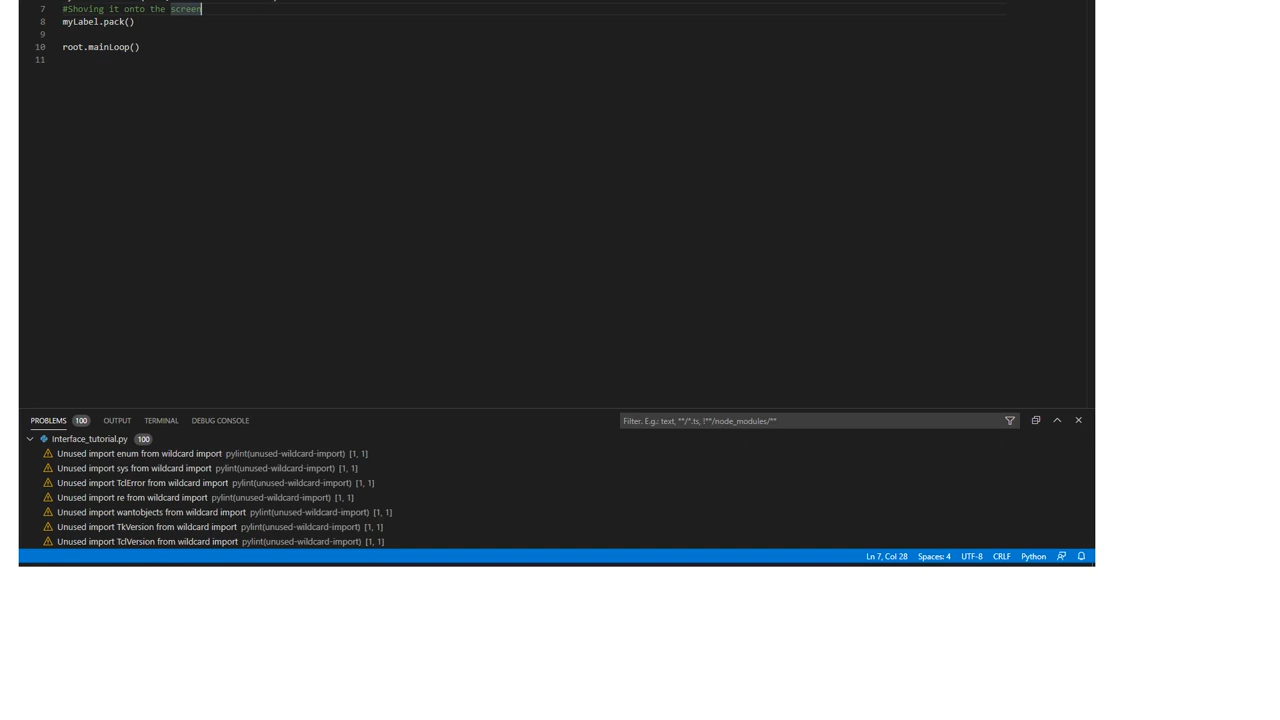 7 #Shoving it onto the screen
8 myLabel.pack()
9
10 root.mainLoop()
11
PROBLEMS 100 OUTPUT TERMINAL DEBUG CONSOLE Filter. E.g.: text, **/*.ts, !**/node_modules/**
Interface_tutorial.py 100
Unused import enum from wildcard import pylint(unused-wildcard-import) [1, 1]
Unused import sys from wildcard import pylint(unused-wildcard-import) [1, 1]
Unused import TclError from wildcard import pylint(unused-wildcard-import) [1, 1]
Unused import re from wildcard import pylint(unused-wildcard-import) [1, 1]
Unused import wantobjects from wildcard import pylint(unused-wildcard-import) [1, 1]
Unused import TkVersion from wildcard import pylint(unused-wildcard-import) [1, 1]
Unused import TclVersion from wildcard import pylint(unused-wildcard-import) [1, 1]
Ln 7, Col 28 Spaces: 4 UTF-8 CRLF Python